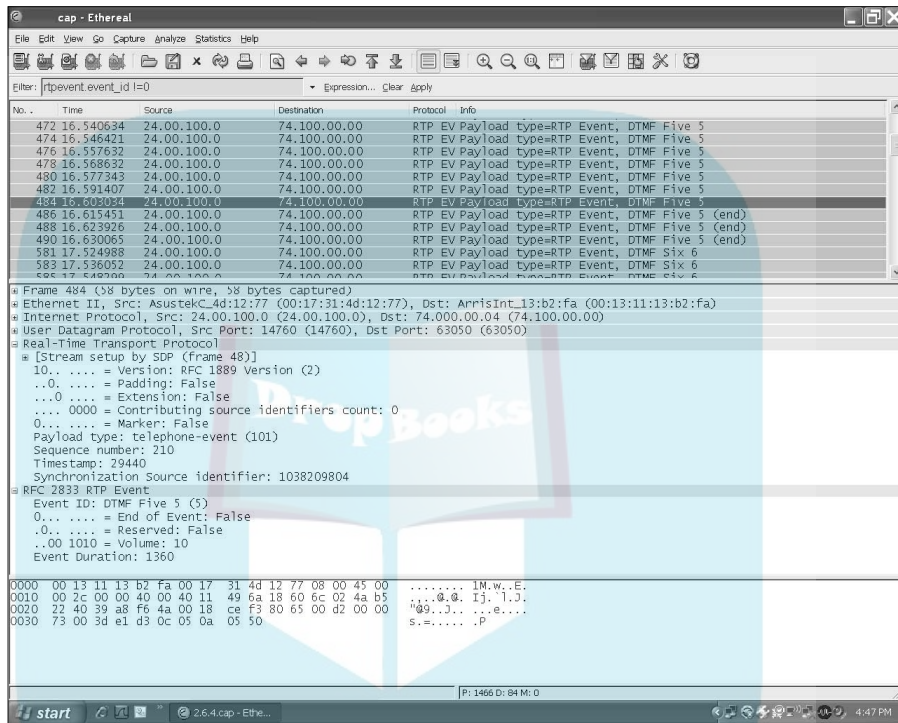 cap - Ethereal
File Edit View Go Capture Analyze Statistics Help
Filter: rtpevent.event_id !=0 Expression... Clear Apply
No. . Time Source Destination Protocol Info
472 16.540634 24.00.100.0 74.100.00.00 RTP EV Payload type=RTP Event, DTMF Five 5
474 16.546421 24.00.100.0 74.100.00.00 RTP EV Payload type=RTP Event, DTMF Five 5
476 16.557632 24.00.100.0 74.100.00.00 RTP EV Payload type=RTP Event, DTMF Five 5
478 16.568632 24.00.100.0 74.100.00.00 RTP EV Payload type=RTP Event, DTMF Five 5
480 16.577343 24.00.100.0 74.100.00.00 RTP EV Payload type=RTP Event, DTMF Five 5
482 16.591407 24.00.100.0 74.100.00.00 RTP EV Payload type=RTP Event, DTMF Five 5
484 16.603034 24.00.100.0 74.100.00.00 RTP EV Payload type=RTP Event, DTMF Five 5
486 16.615451 24.00.100.0 74.100.00.00 RTP EV Payload type=RTP Event, DTMF Five 5 (end)
488 16.623926 24.00.100.0 74.100.00.00 RTP EV Payload type=RTP Event, DTMF Five 5 (end)
490 16.630065 24.00.100.0 74.100.00.00 RTP EV Payload type=RTP Event, DTMF Five 5 (end)
581 17.524988 24.00.100.0 74.100.00.00 RTP EV Payload type=RTP Event, DTMF Six 6
583 17.536052 24.00.100.0 74.100.00.00 RTP EV Payload type=RTP Event, DTMF Six 6
Frame 484 (58 bytes on wire, 58 bytes captured)
Ethernet II, Src: AsustekC_4d:12:77 (00:17:31:4d:12:77), Dst: ArrisInt_13:b2:fa (00:13:11:13:b2:fa)
Internet Protocol, Src: 24.00.100.0 (24.00.100.0), Dst: 74.000.00.04 (74.100.00.00)
User Datagram Protocol, Src Port: 14760 (14760), Dst Port: 63050 (63050)
Real-Time Transport Protocol
[Stream setup by SDP (frame 48)]
10.. .... = Version: RFC 1889 Version (2)
..0. .... = Padding: False
...0 .... = Extension: False
.... 0000 = Contributing source identifiers count: 0
0... .... = Marker: False
Payload type: telephone-event (101)
Sequence number: 210
Timestamp: 29440
Synchronization Source identifier: 1038209804
RFC 2833 RTP Event
Event ID: DTMF Five 5 (5)
0... .... = End of Event: False
.0.. .... = Reserved: False
..00 1010 = Volume: 10
Event Duration: 1360
Drop Books
0000 00 13 11 13 b2 fa 00 17 31 4d 12 77 08 00 45 00 ........ 1M.w..E.
0010 00 2c 00 00 40 00 40 11 49 6a 18 60 6c 02 4a b5 .,..@.@. Ij.`l.J.
0020 22 40 39 a8 f6 4a 00 18 ce f3 80 65 00 d2 00 00 "@9..J.. ...e....
0030 73 00 3d e1 d3 0c 05 0a 05 50 s.=..... .P
P: 1466 D: 84 M: 0
start 2.6.4.cap - Ethe... 4:47 PM